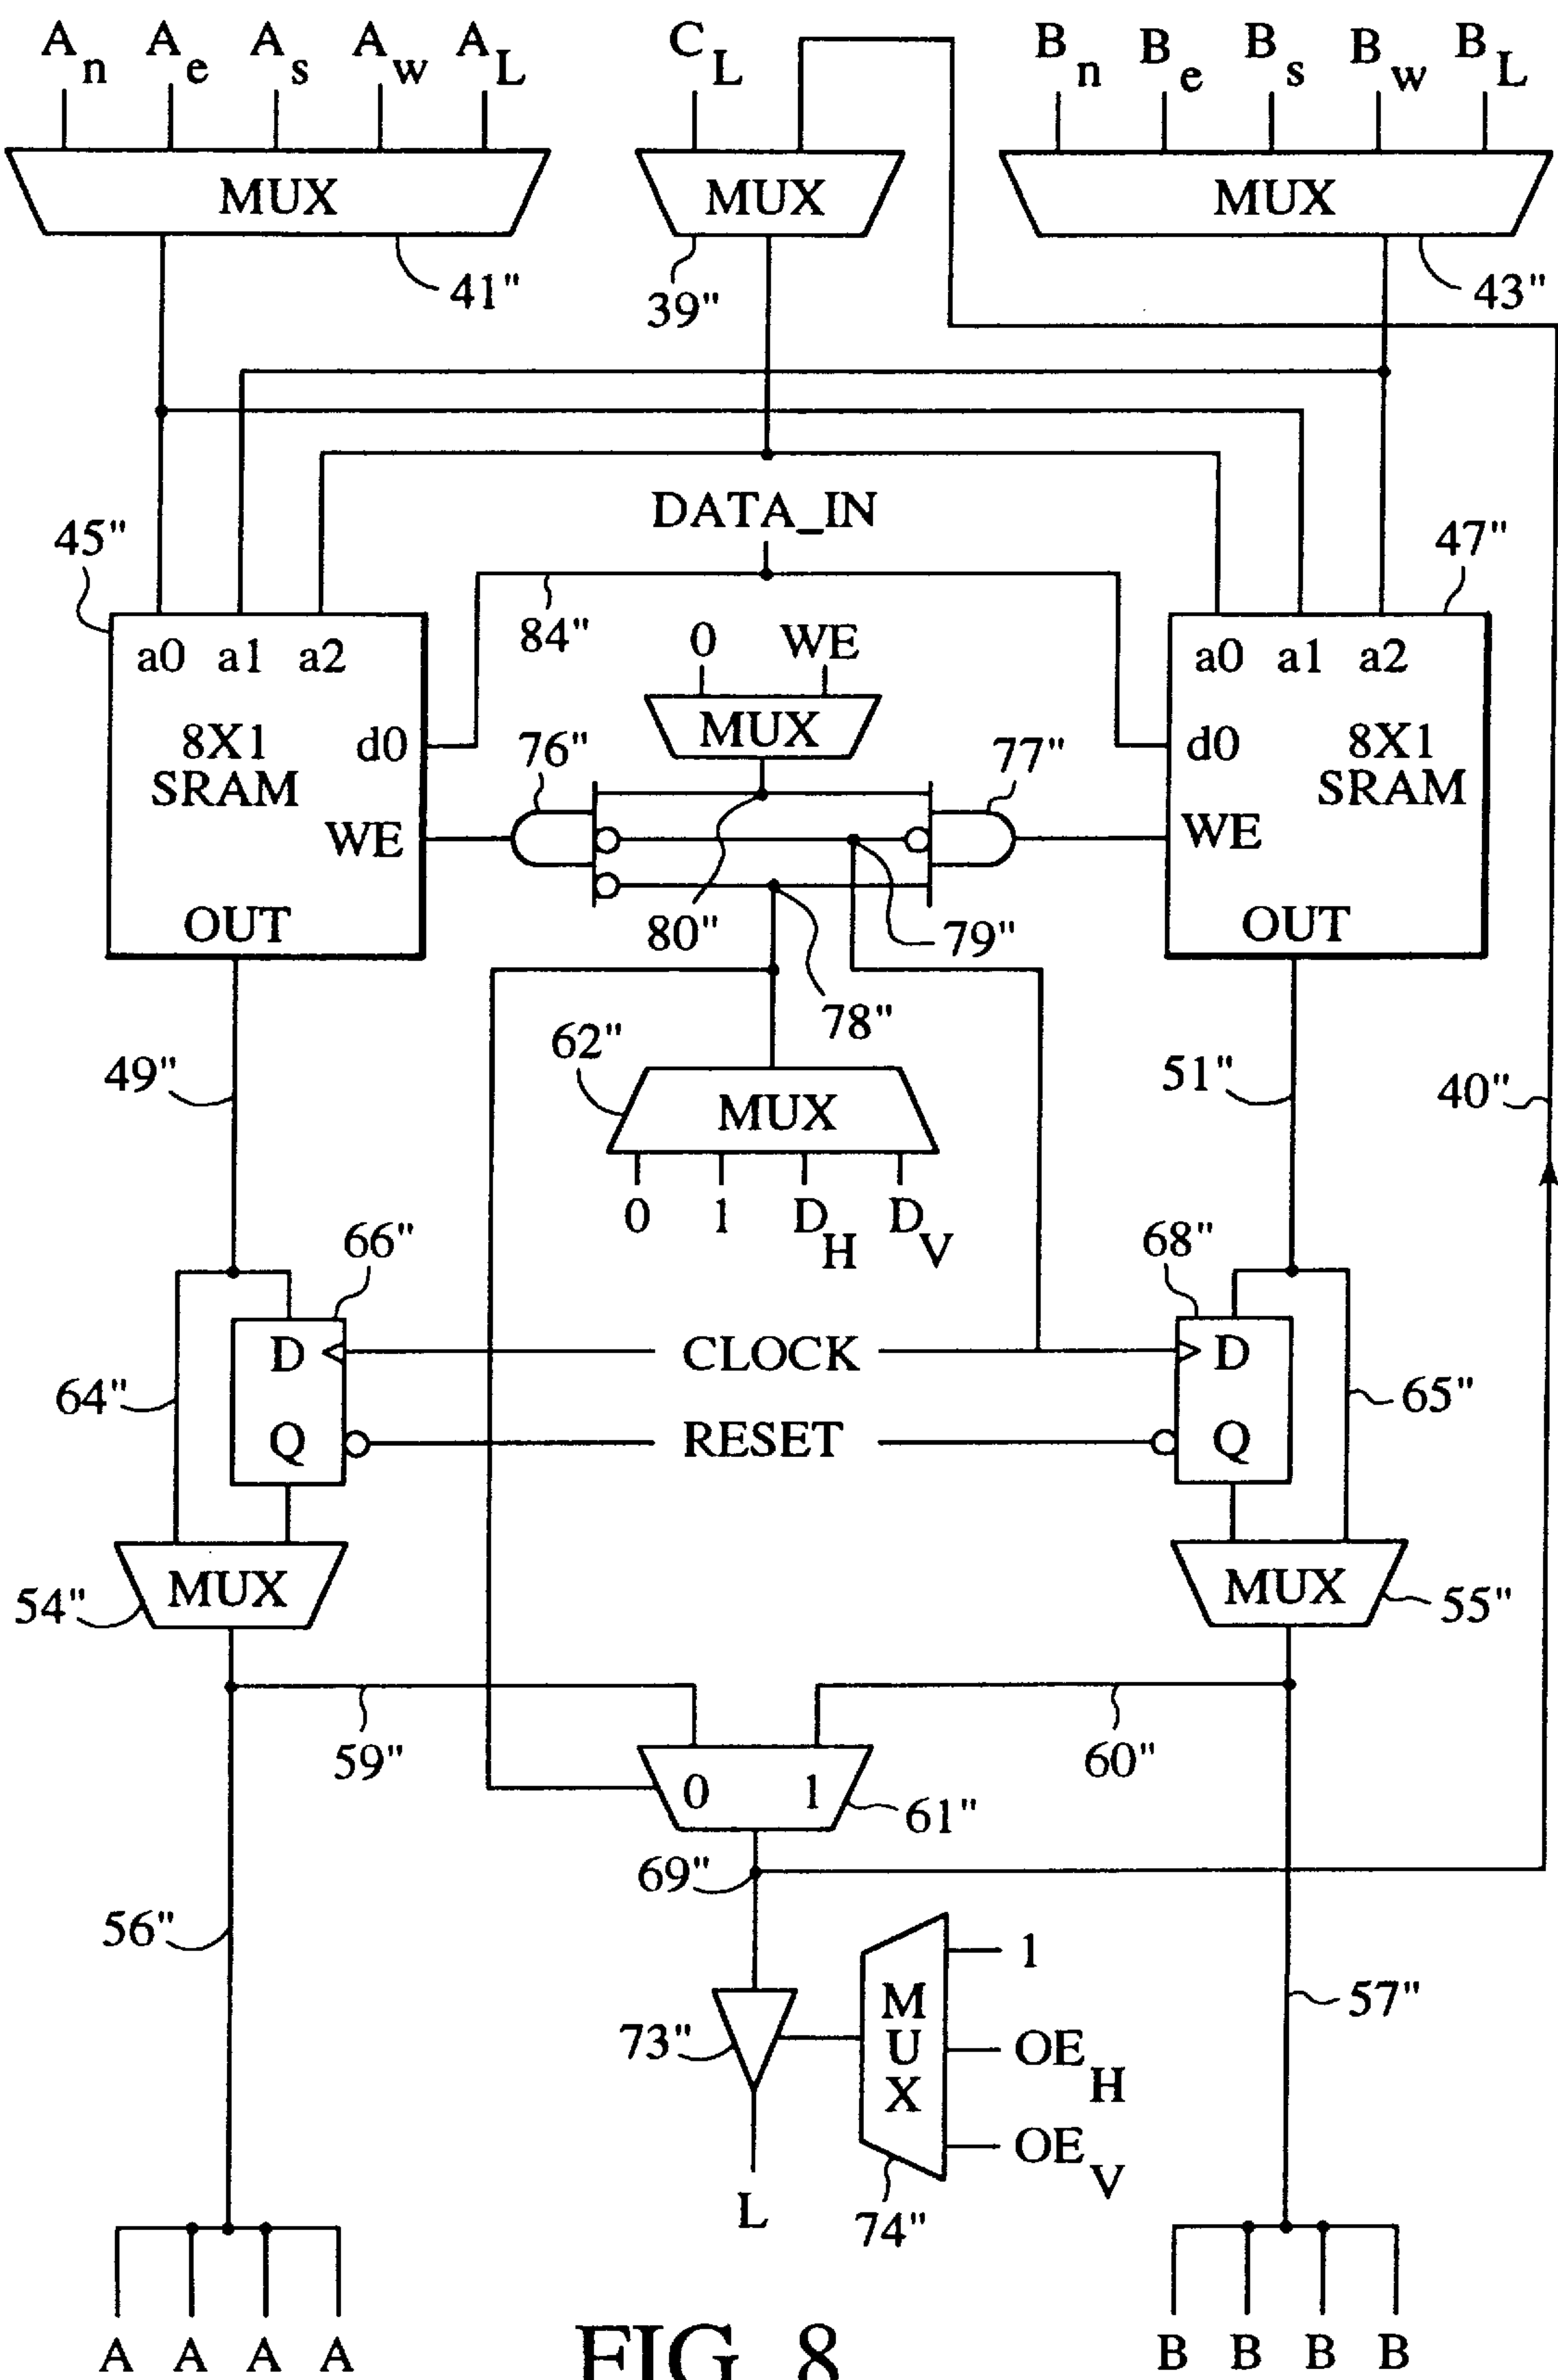 An Ae As Aw AL CL Bn Be Bs Bw BL
MUX MUX MUX
41" 39" 43"
DATA_IN
45" 47"
84"
a0 a1 a2 0 WE a0 a1 a2
8X1 d0 MUX d0 8X1
SRAM 76" 77" SRAM
WE WE
OUT 80" 79" OUT
78"
62"
49" MUX 51" 40"
0 1 DH DV
66" 68"
D CLOCK D
64" 65"
Q RESET Q
MUX MUX
54" 55"
59" 60"
0 1 61"
69"
56" 1
MUX 57"
73" OEH
OEV
L 74"
A A A A B B B B
FIG. 8